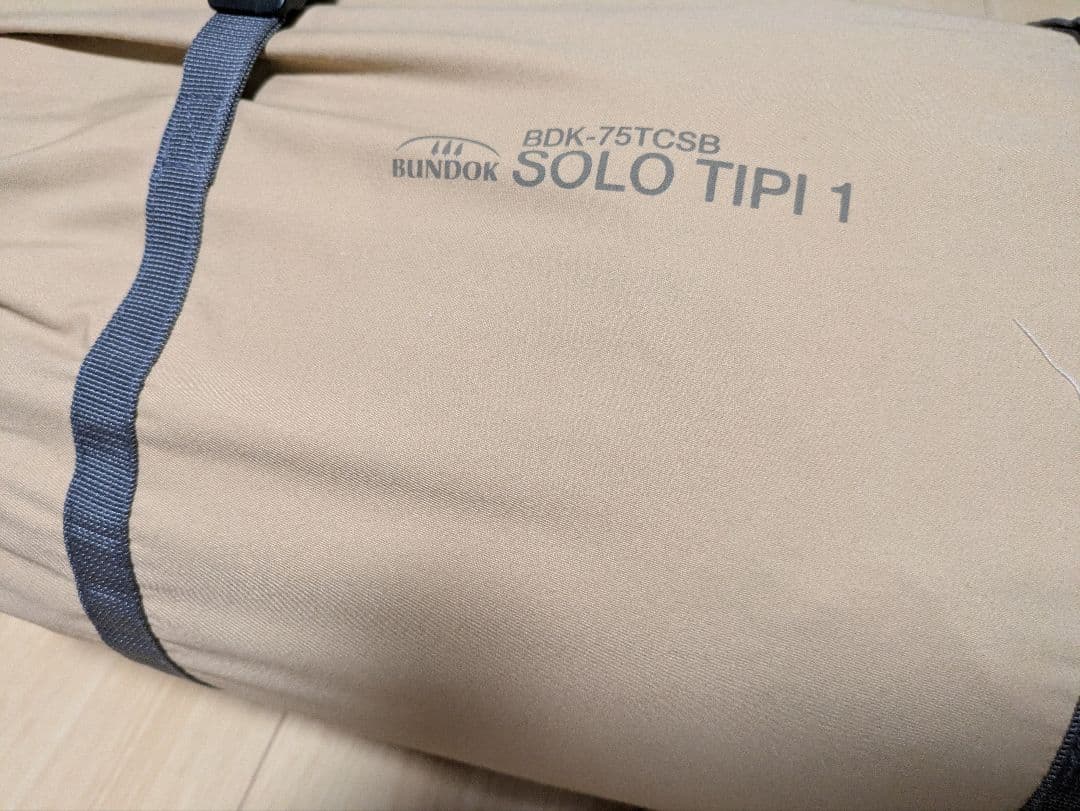 BUNDOK
BDK-75TCSB
SOLO TIPI 1